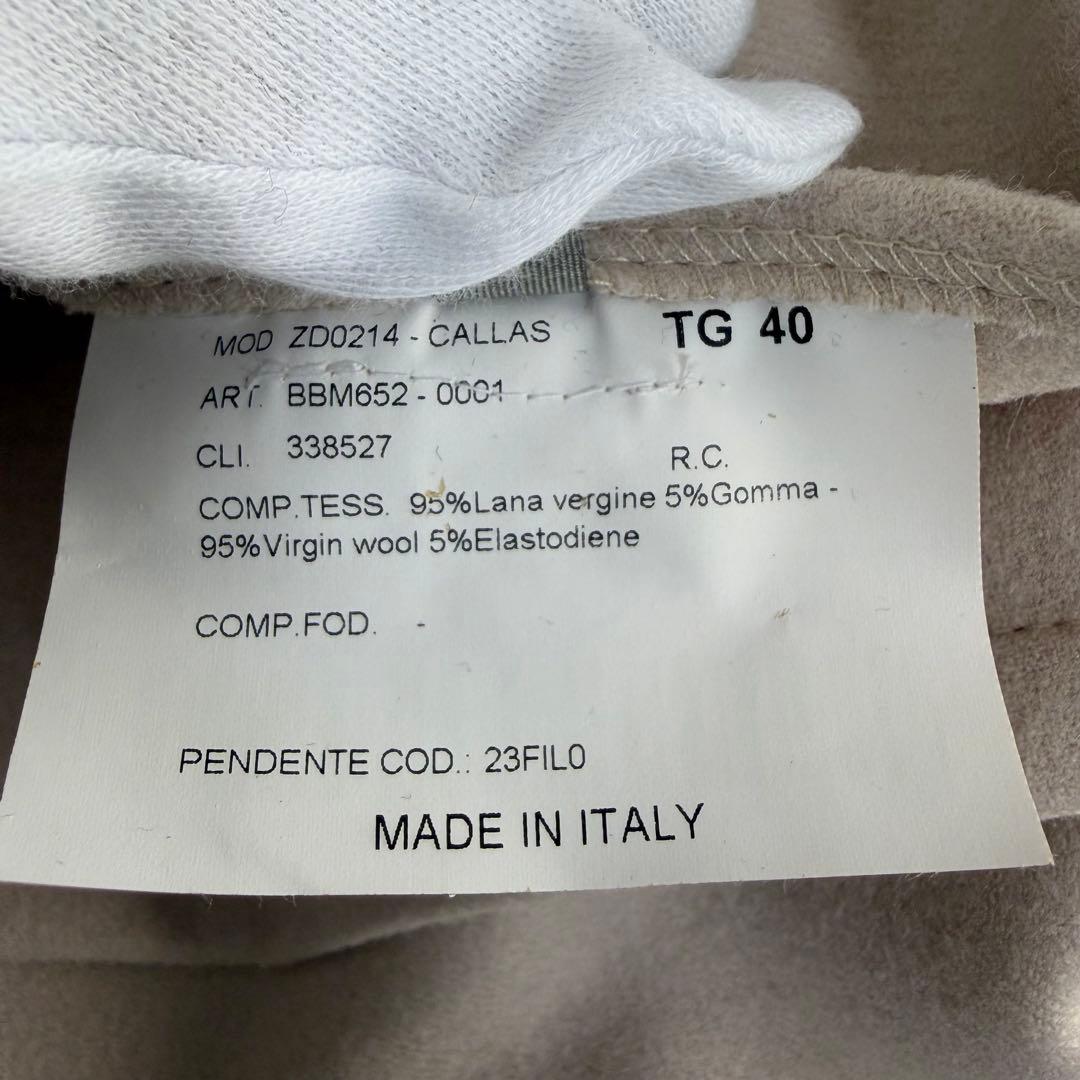 MOD ZD0214 - CALLAS TG 40
ART. BBM652 - 0001
CLI. 338527 R.C.
COMP.TESS. 95%Lana vergine 5%Gomma -
95%Virgin wool 5%Elastodiene
COMP.FOD. -
PENDENTE COD.: 23FIL0
MADE IN ITALY